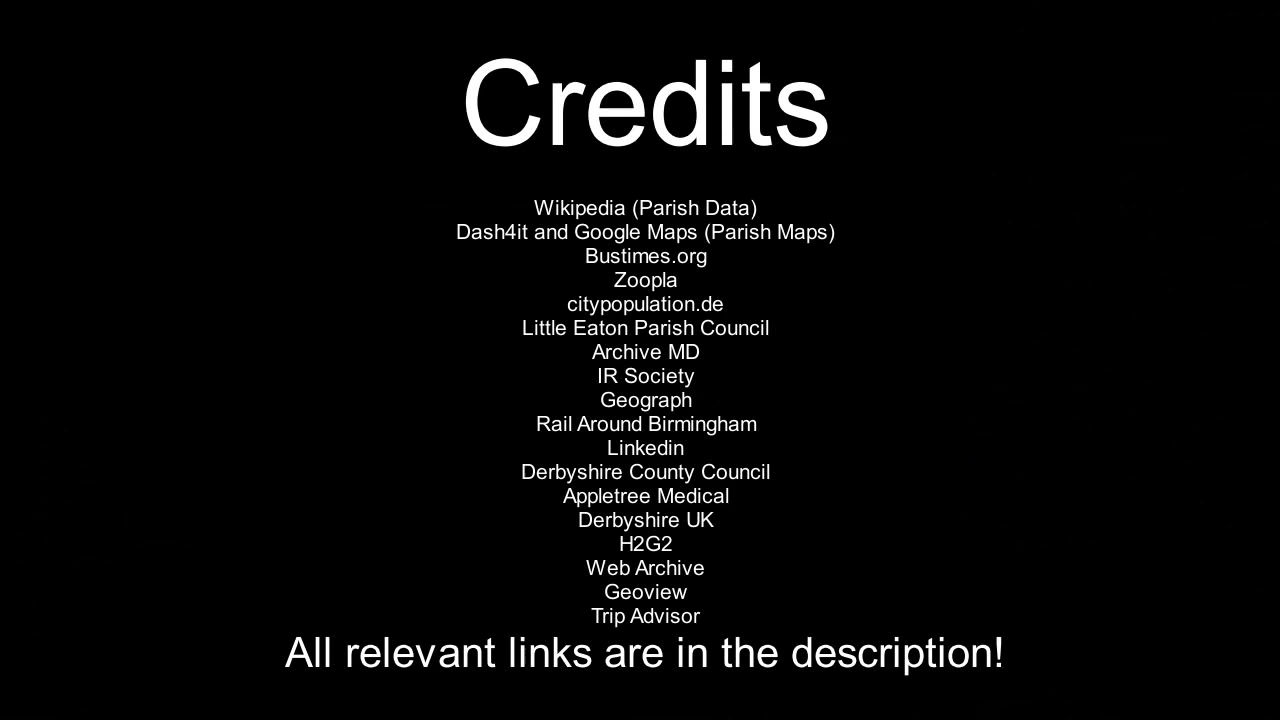 Credits
Wikipedia (Parish Data)
Dash4it and Google Maps (Parish Maps)
Bustimes.org
Zoopla
citypopulation.de
Little Eaton Parish Council
Archive MD
IR Society
Geograph
Rail Around Birmingham
Linkedin
Derbyshire County Council
Appletree Medical
Derbyshire UK
H2G2
Web Archive
Geoview
Trip Advisor
All relevant links are in the description!